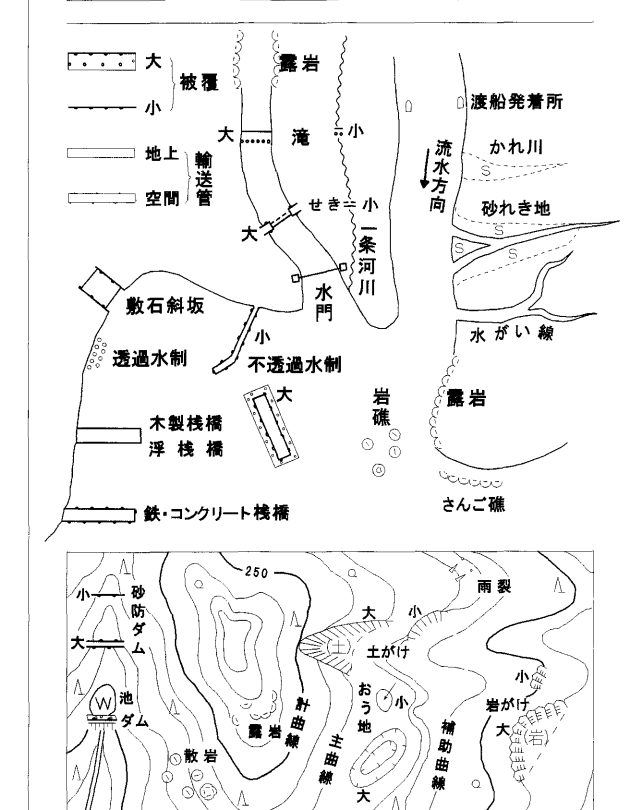 大
被覆
小
地上
輸送管
空間
露岩
大 滝 小
せき 小
大
一条河川
渡船発着所
流水方向
かれ川
S
砂れき地
S
S
S
水がい線
露岩
さんご礁
敷石斜坂
水門
透過水制
小
不透過水制
大
岩礁
木製桟橋
浮桟橋
鉄・コンクリート桟橋
小 砂防ダム
大
W 池
ダム
250
雨裂
大 小
土
土がけ
おう地
小
大
計曲線
主曲線
補助曲線
露岩
散岩
小
岩がけ
大
岩